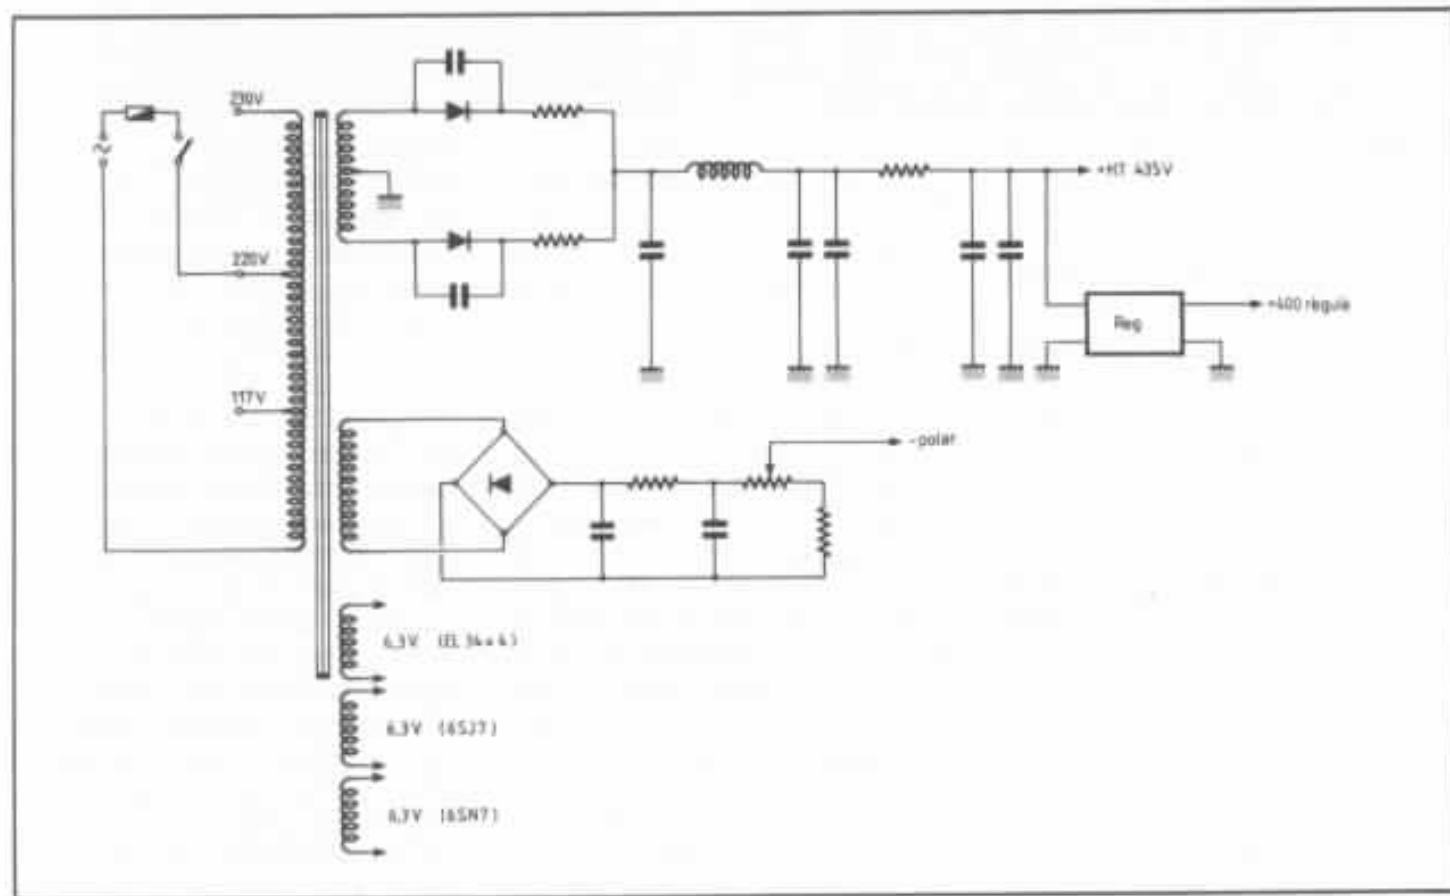 230V
220V
117V
+HT 435V
Reg
+400 régulé
-polar
6,3V (EL 34×4)
6,3V (6SJ7)
6,3V (6SN7)